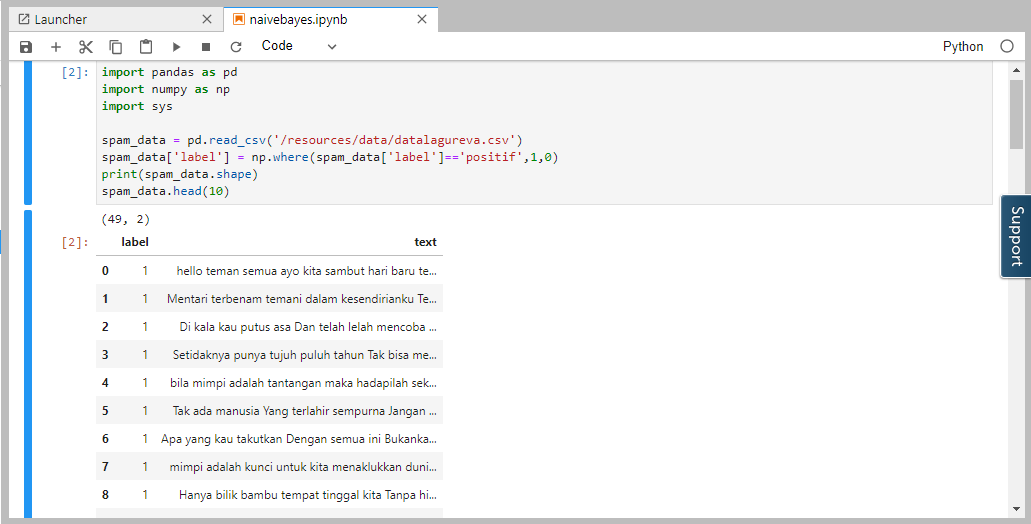 Launcher
naivebayes.ipynb
Code
Python
[2]: import pandas as pd
import numpy as np
import sys
spam_data = pd.read_csv('/resources/data/datalagureva.csv')
spam_data['label'] = np.where(spam_data['label']=='positif',1,0)
print(spam_data.shape)
spam_data.head(10)
(49, 2)
[2]: label text
0 1 hello teman semua ayo kita sambut hari baru te...
1 1 Mentari terbenam temani dalam kesendirianku Te...
2 1 Di kala kau putus asa Dan telah lelah mencoba ...
3 1 Setidaknya punya tujuh puluh tahun Tak bisa me...
4 1 bila mimpi adalah tantangan maka hadapilah sek...
5 1 Tak ada manusia Yang terlahir sempurna Jangan ...
6 1 Apa yang kau takutkan Dengan semua ini Bukanka...
7 1 mimpi adalah kunci untuk kita menaklukkan duni...
8 1 Hanya bilik bambu tempat tinggal kita Tanpa hi...
Support